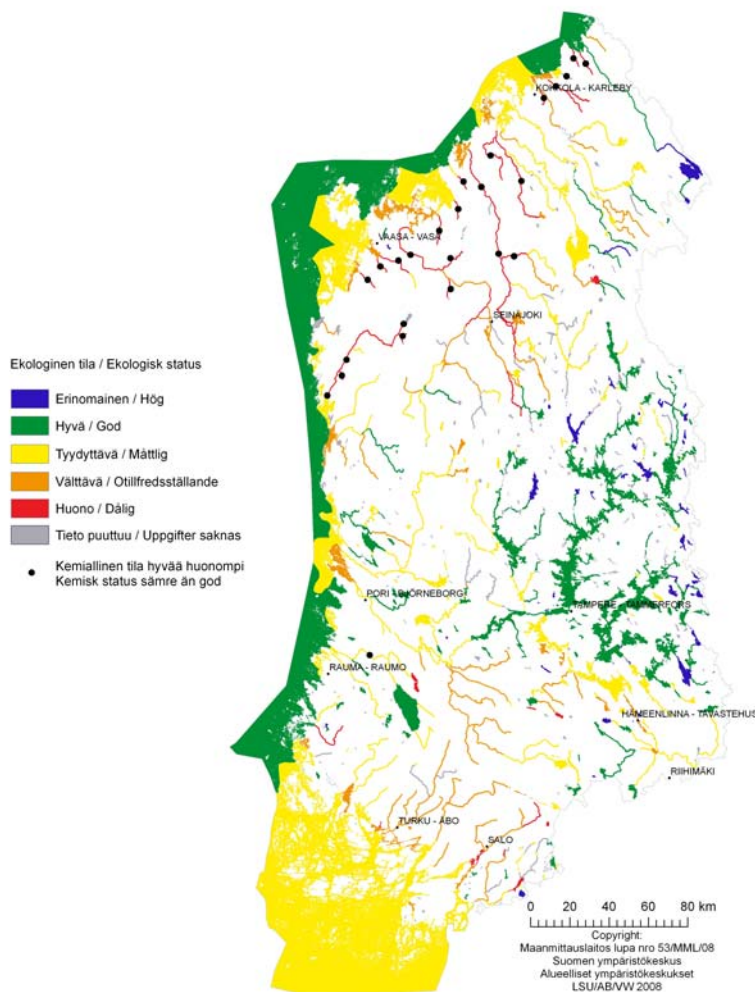 KOKKOLA - KARLEBY
VAASA - VASA
SEINÄJOKI
Ekologinen tila / Ekologisk status
Erinomainen / Hög
Hyvä / God
Tyydyttävä / Måttlig
Välttävä / Otillfredsställande
Huono / Dålig
Tieto puuttuu / Uppgifter saknas
Kemiallinen tila hyvää huonompi
Kemisk status sämre än god
PORI - BJÖRNEBORG
TAMPERE - TAMMERFORS
RAUMA - RAUMO
HÄMEENLINNA - TAVASTEHUS
RIIHIMÄKI
TURKU - ÅBO
SALO
0 20 40 60 80 km
Copyright:
Maanmittauslaitos lupa nro 53/MML/08
Suomen ympäristökeskus
Alueelliset ympäristökeskukset
LSU/AB/VW 2008